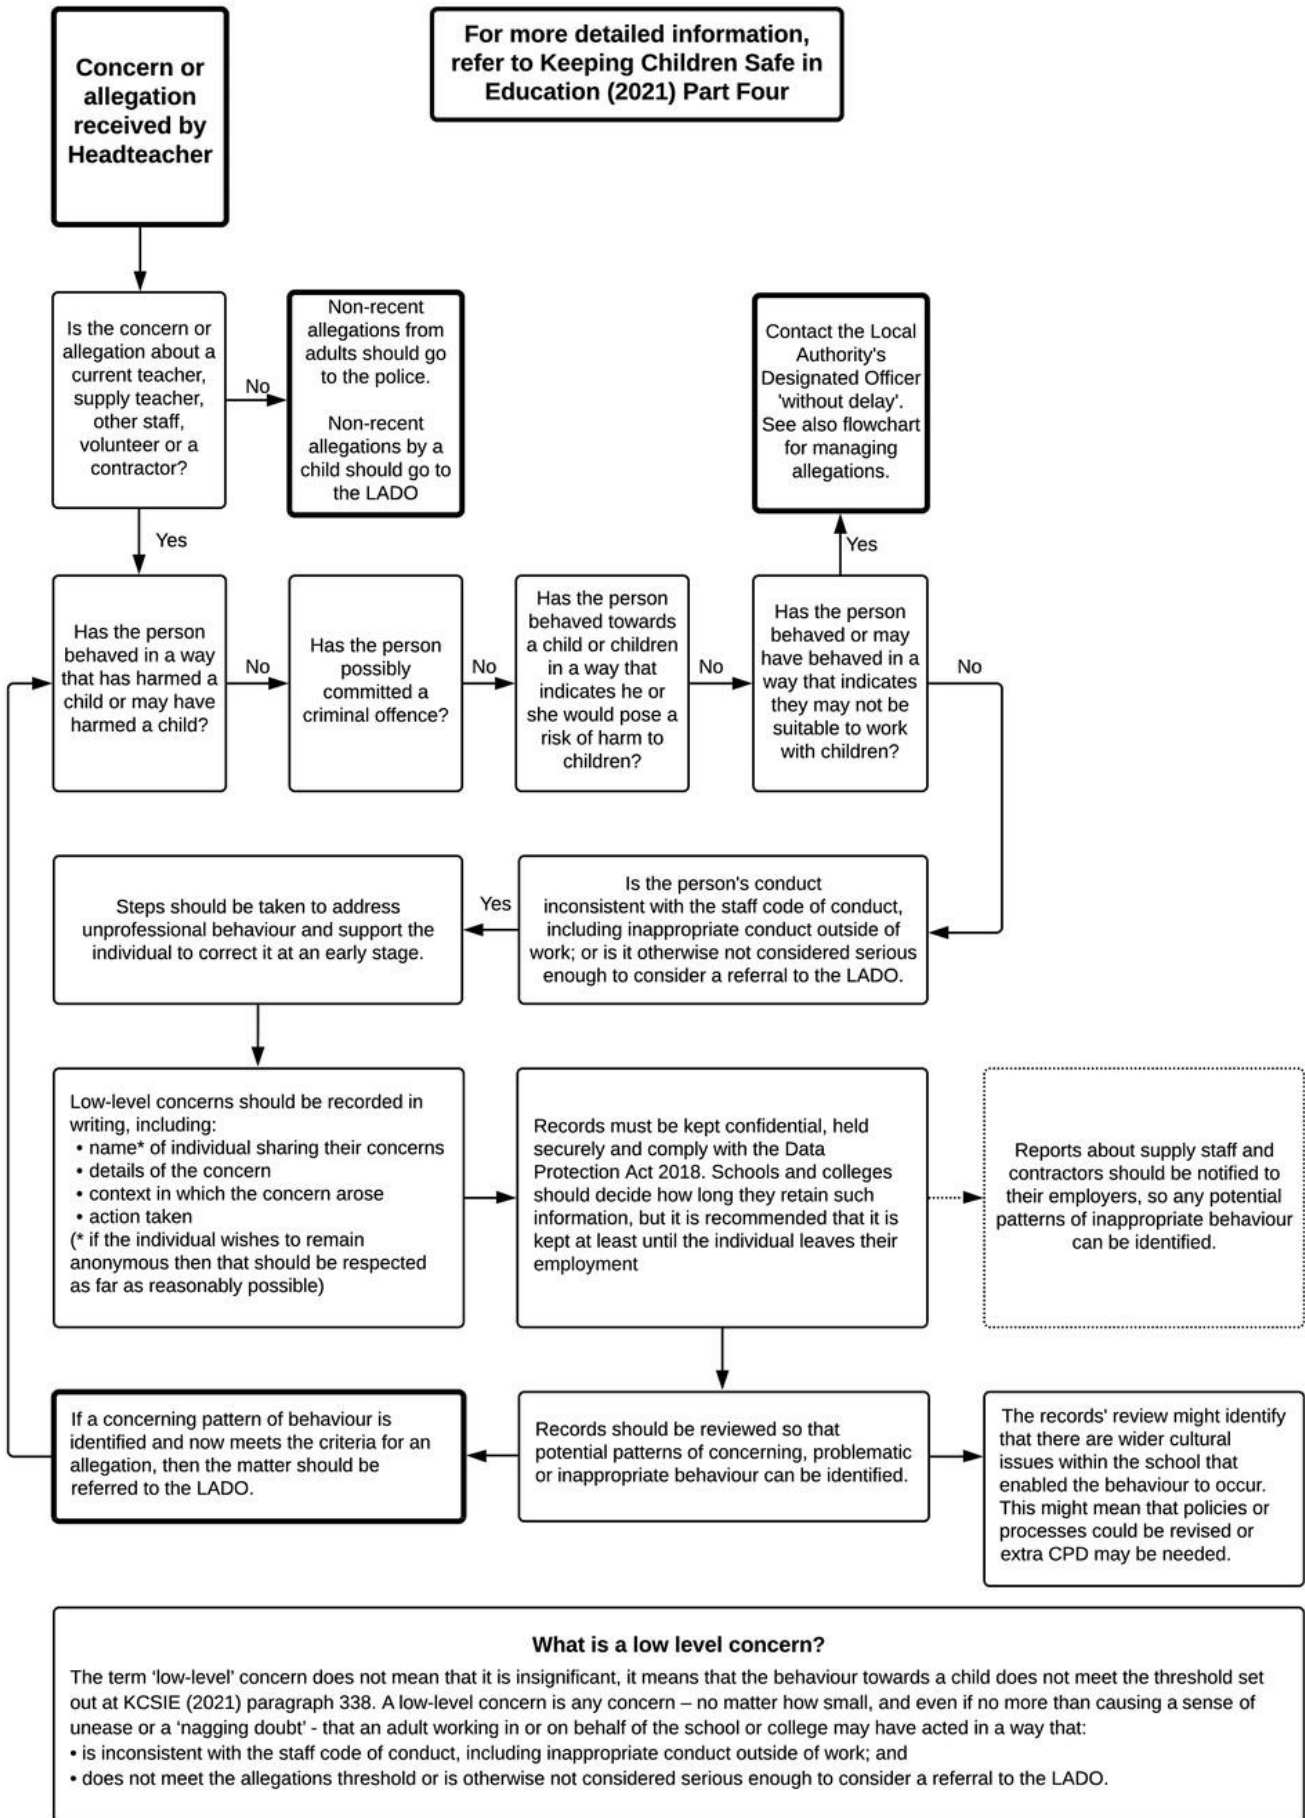 Concern or
allegation
received by
Headteacher
For more detailed information,
refer to Keeping Children Safe in
Education (2021) Part Four
Is the concern or
allegation about a
current teacher,
supply teacher,
other staff,
volunteer or a
contractor?
No
Non-recent
allegations from
adults should go
to the police.
Non-recent
allegations by a
child should go to
the LADO
Contact the Local
Authority's
Designated Officer
'without delay'.
See also flowchart
for managing
allegations.
Yes
Yes
Has the person
behaved in a way
that has harmed a
child or may have
harmed a child?
No
Has the person
possibly
committed a
criminal offence?
No
Has the person
behaved towards
a child or children
in a way that
indicates he or
she would pose a
risk of harm to
children?
No
Has the person
behaved or may
have behaved in a
way that indicates
they may not be
suitable to work
with children?
No
Steps should be taken to address
unprofessional behaviour and support the
individual to correct it at an early stage.
Yes
Is the person's conduct
inconsistent with the staff code of conduct,
including inappropriate conduct outside of
work; or is it otherwise not considered serious
enough to consider a referral to the LADO.
Low-level concerns should be recorded in
writing, including:
• name* of individual sharing their concerns
• details of the concern
• context in which the concern arose
• action taken
(* if the individual wishes to remain
anonymous then that should be respected
as far as reasonably possible)
Records must be kept confidential, held
securely and comply with the Data
Protection Act 2018. Schools and colleges
should decide how long they retain such
information, but it is recommended that it is
kept at least until the individual leaves their
employment
Reports about supply staff and
contractors should be notified to
their employers, so any potential
patterns of inappropriate behaviour
can be identified.
If a concerning pattern of behaviour is
identified and now meets the criteria for an
allegation, then the matter should be
referred to the LADO.
Records should be reviewed so that
potential patterns of concerning, problematic
or inappropriate behaviour can be identified.
The records' review might identify
that there are wider cultural
issues within the school that
enabled the behaviour to occur.
This might mean that policies or
processes could be revised or
extra CPD may be needed.
What is a low level concern?
The term 'low-level' concern does not mean that it is insignificant, it means that the behaviour towards a child does not meet the threshold set
out at KCSIE (2021) paragraph 338. A low-level concern is any concern – no matter how small, and even if no more than causing a sense of
unease or a 'nagging doubt' - that an adult working in or on behalf of the school or college may have acted in a way that:
• is inconsistent with the staff code of conduct, including inappropriate conduct outside of work; and
• does not meet the allegations threshold or is otherwise not considered serious enough to consider a referral to the LADO.